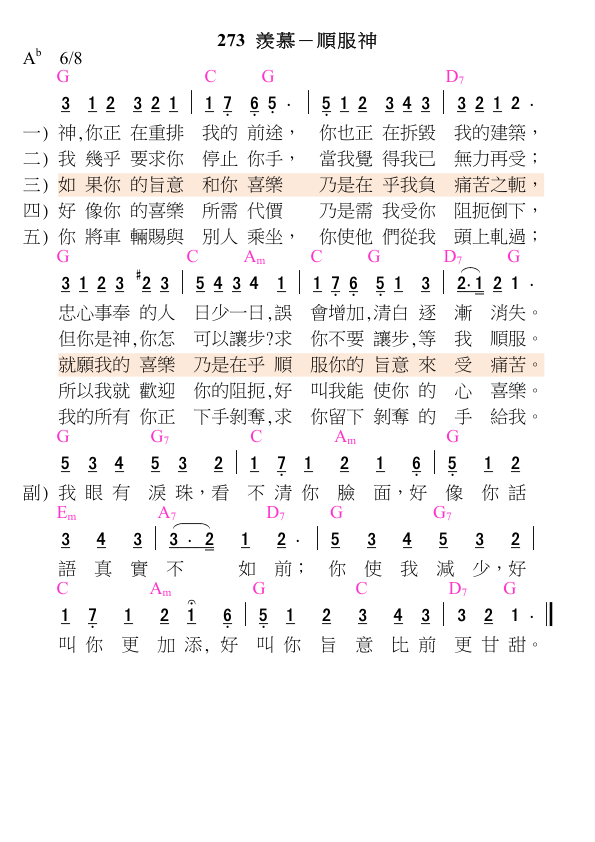 273 羨慕－順服神
A♭ 6/8
G C G D7
3 1 2 3 2 1 | 1 7 6 5 . | 5 1 2 3 4 3 | 3 2 1 2 .
一) 神,你正 在重排 我的 前途， 你也正 在拆毀 我的建築，
二) 我 幾乎 要求你 停止 你手， 當我覺 得我已 無力再受；
三) 如 果你 的旨意 和你 喜樂 乃是在 乎我負 痛苦之軛，
四) 好 像你 的喜樂 所需 代價 乃是需 我受你 阻扼倒下，
五) 你 將車 輛賜與 別人 乘坐， 你使他 們從我 頭上軋過；
G C Am C G D7 G
3 1 2 3 #2 3 | 5 4 3 4 1 | 1 7 6 5 1 3 | 2·1 2 1 .
忠心事奉 的人 日少一日,誤 會增加,清白 逐 漸 消失。
但你是神,你怎 可以讓步?求 你不要 讓步,等 我 順服。
就願我的 喜樂 乃是在乎 順 服你的 旨意 來 受 痛苦。
所以我就 歡迎 你的阻扼,好 叫我能 使你 的 心 喜樂。
我的所有 你正 下手剝奪,求 你留下 剝奪 的 手 給我。
G G7 C Am G
5 3 4 5 3 2 | 1 7 1 2 1 6 | 5 1 2
副) 我 眼 有 淚 珠，看 不 清 你 臉 面，好 像 你 話
Em A7 D7 G G7
3 4 3 | 3 · 2 1 2 · | 5 3 4 5 3 2 |
語 真 實 不 如 前； 你 使 我 減 少，好
C Am G C D7 G
1 7 1 2 1 6 | 5 1 2 3 4 3 | 3 2 1 · ‖
叫 你 更 加 添，好 叫 你 旨 意 比 前 更 甘 甜。